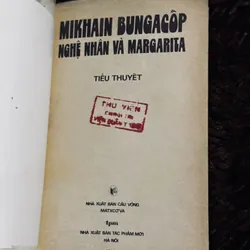 MIKHAIN BUNGACÔP
NGHỆ NHÂN VÀ MARGARITA
TIỂU THUYẾT
THƯ VIỆN
NHÀ XUẤT BẢN CẦU VỒNG
MATXCƠVA
NHÀ XUẤT BẢN TÁC PHẨM MỚI
HÀ NỘI